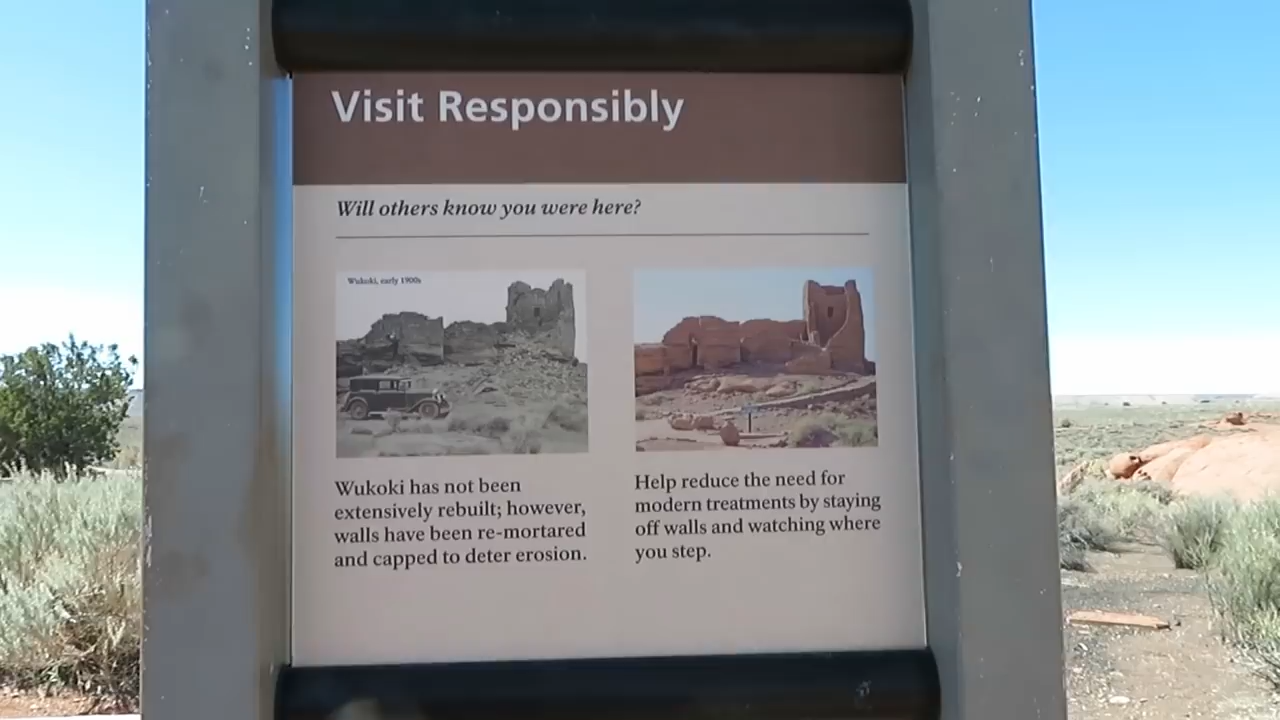 Visit Responsibly
Will others know you were here?
Wukoki, early 1900s
Wukoki has not been
extensively rebuilt; however,
walls have been re-mortared
and capped to deter erosion.
Help reduce the need for
modern treatments by staying
off walls and watching where
you step.